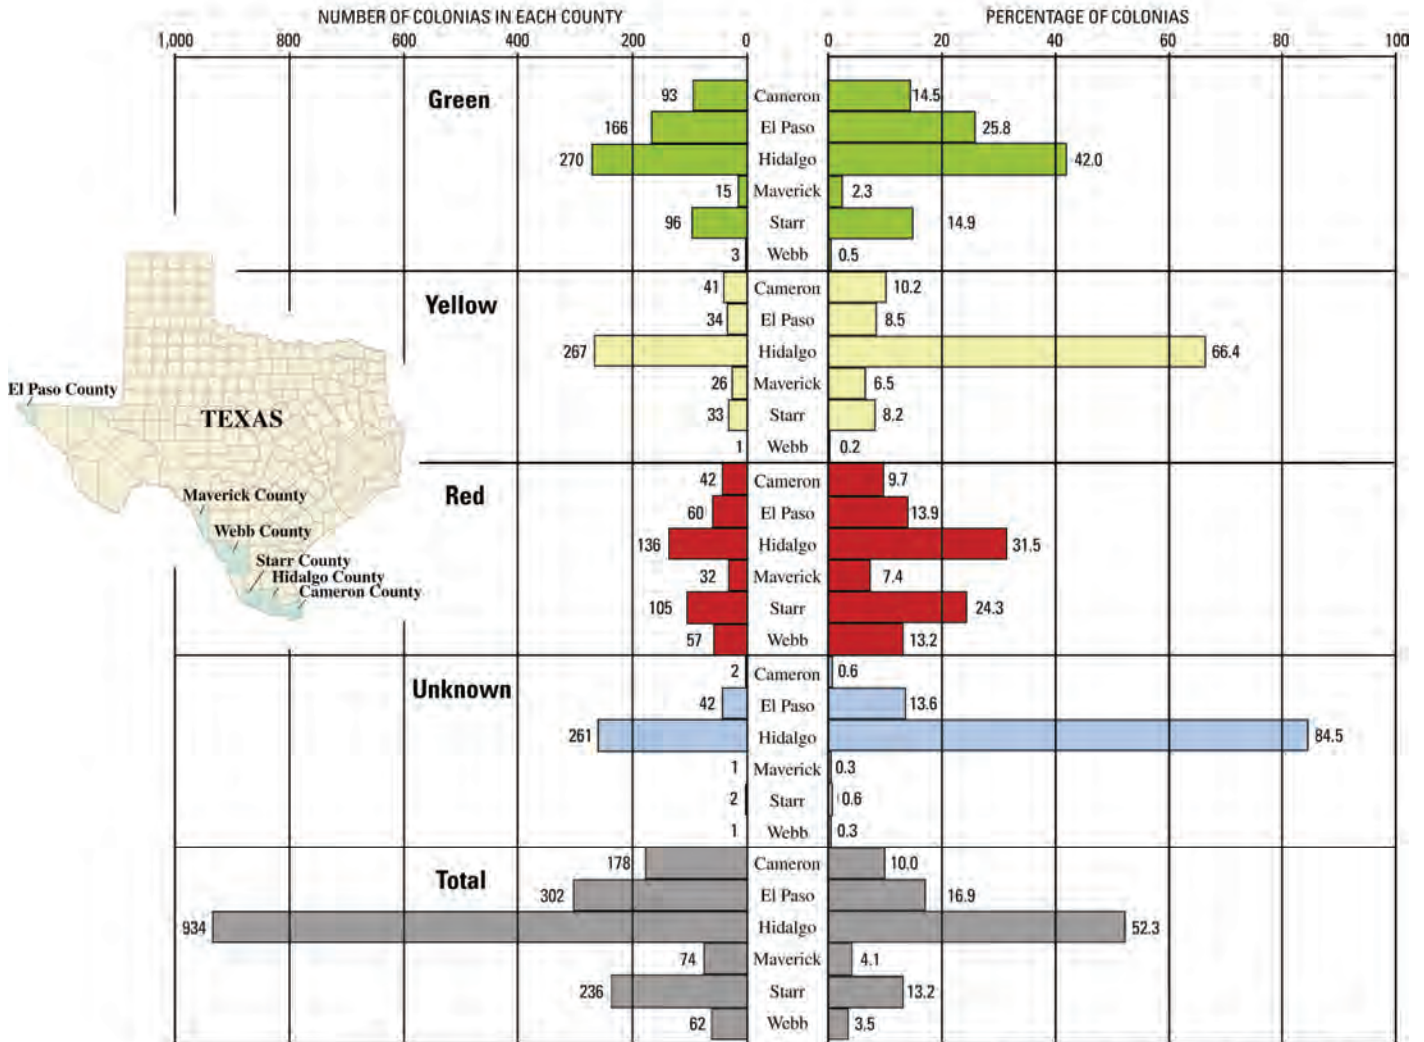 NUMBER OF COLONIAS IN EACH COUNTY PERCENTAGE OF COLONIAS
1,000 800 600 400 200 0 0 20 40 60 80 100
Green
93 Cameron 14.5
166 El Paso 25.8
270 Hidalgo 42.0
15 Maverick 2.3
96 Starr 14.9
3 Webb 0.5
Yellow
41 Cameron 10.2
34 El Paso 8.5
267 Hidalgo 66.4
26 Maverick 6.5
33 Starr 8.2
1 Webb 0.2
Red
42 Cameron 9.7
60 El Paso 13.9
136 Hidalgo 31.5
32 Maverick 7.4
105 Starr 24.3
57 Webb 13.2
Unknown
2 Cameron 0.6
42 El Paso 13.6
261 Hidalgo 84.5
1 Maverick 0.3
2 Starr 0.6
1 Webb 0.3
Total
178 Cameron 10.0
302 El Paso 16.9
934 Hidalgo 52.3
74 Maverick 4.1
236 Starr 13.2
62 Webb 3.5
El Paso County
TEXAS
Maverick County
Webb County
Starr County
Hidalgo County
Cameron County